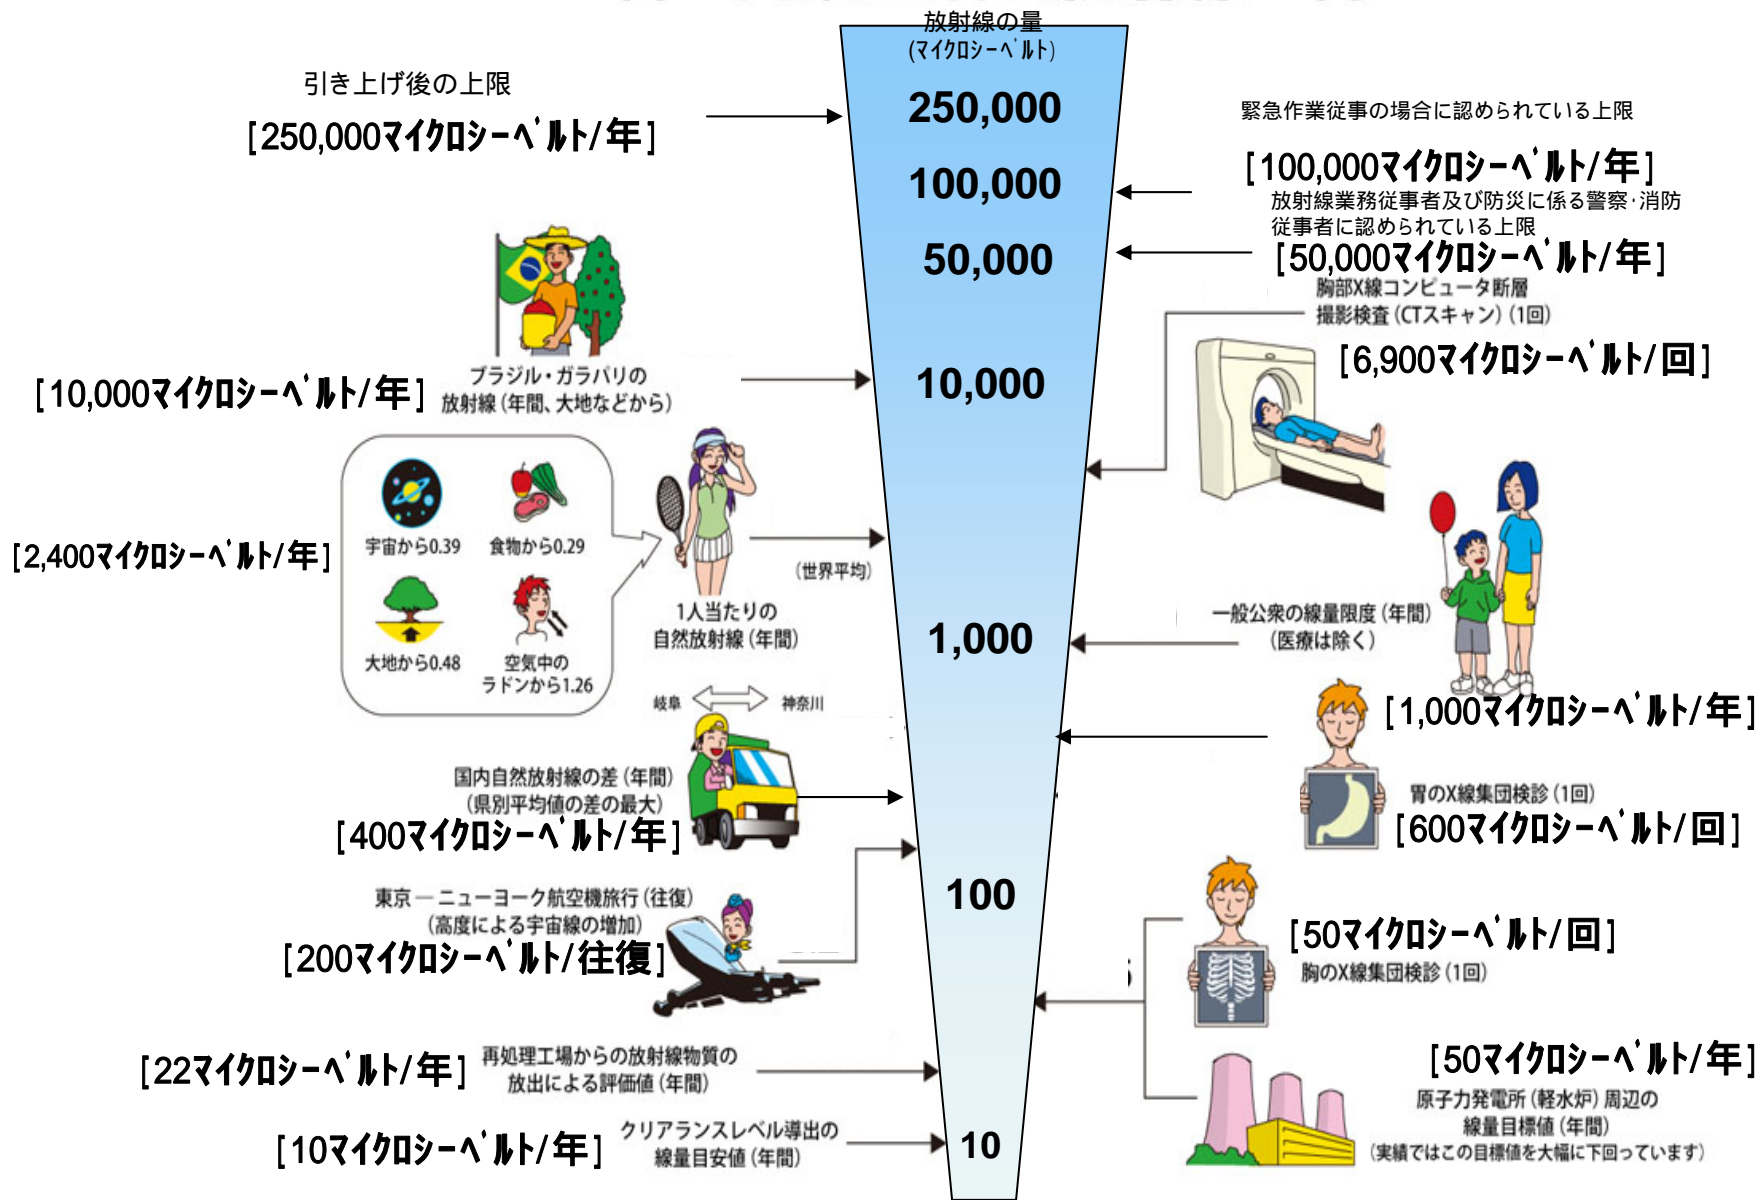 放射線の量
(マイクロシーベルト)
250,000
100,000
50,000
10,000
1,000
100
10
引き上げ後の上限
[250,000マイクロシーベルト/年]
[10,000マイクロシーベルト/年]
ブラジル・ガラパリの
放射線(年間、大地などから)
[2,400マイクロシーベルト/年]
宇宙から0.39
食物から0.29
大地から0.48
空気中の
ラドンから1.26
(世界平均)
1人当たりの
自然放射線(年間)
岐阜
神奈川
国内自然放射線の差(年間)
(県別平均値の差の最大)
[400マイクロシーベルト/年]
東京―ニューヨーク航空機旅行(往復)
(高度による宇宙線の増加)
[200マイクロシーベルト/往復]
[22マイクロシーベルト/年]
再処理工場からの放射線物質の
放出による評価値(年間)
[10マイクロシーベルト/年]
クリアランスレベル導出の
線量目安値(年間)
緊急作業従事の場合に認められている上限
[100,000マイクロシーベルト/年]
放射線業務従事者及び防災に係る警察・消防
従事者に認められている上限
[50,000マイクロシーベルト/年]
胸部X線コンピュータ断層
撮影検査(CTスキャン)(1回)
[6,900マイクロシーベルト/回]
一般公衆の線量限度(年間)
(医療は除く)
[1,000マイクロシーベルト/年]
胃のX線集団検診(1回)
[600マイクロシーベルト/回]
[50マイクロシーベルト/回]
胸のX線集団検診(1回)
[50マイクロシーベルト/年]
原子力発電所(軽水炉)周辺の
線量目標値(年間)
(実績ではこの目標値を大幅に下回っています)